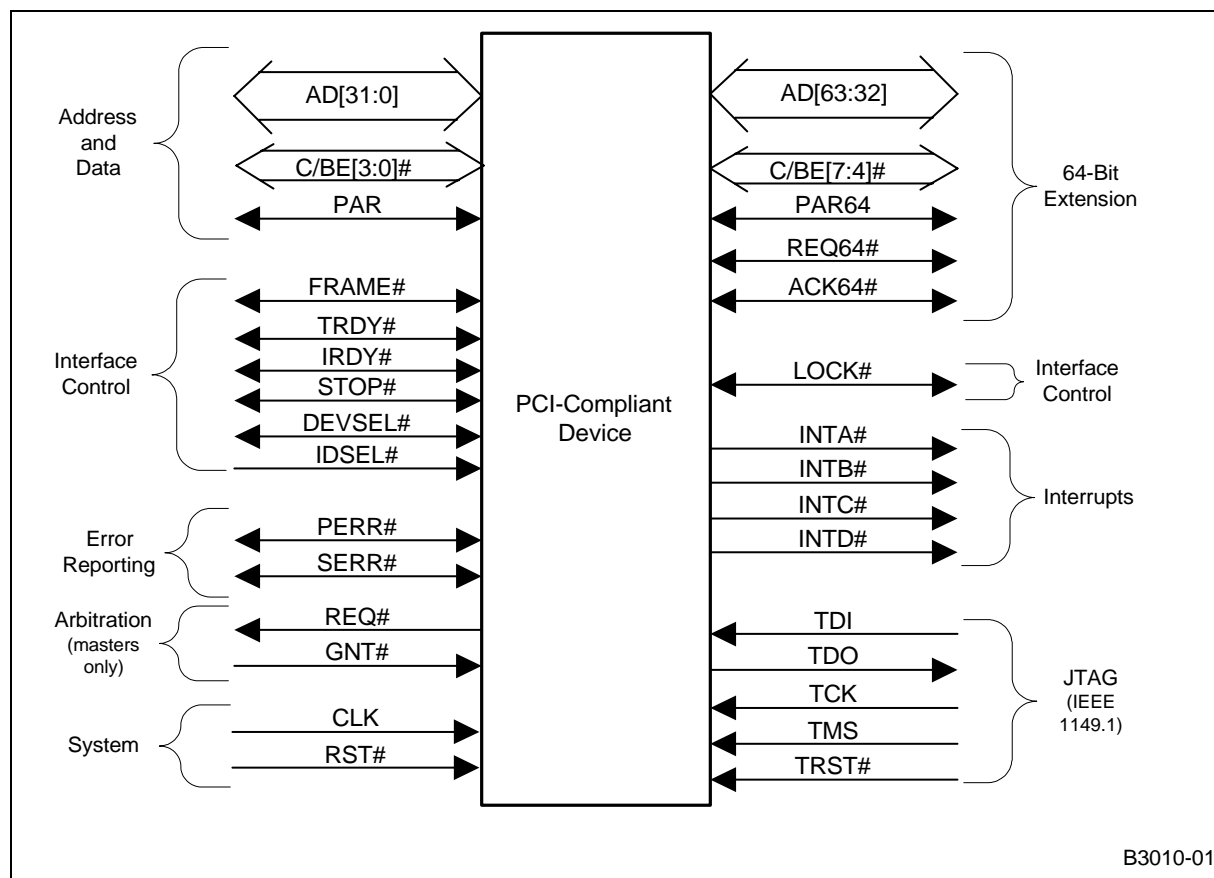 Address
and
Data
AD[31:0]
C/BE[3:0]#
PAR
Interface
Control
FRAME#
TRDY#
IRDY#
STOP#
DEVSEL#
IDSEL#
Error
Reporting
PERR#
SERR#
Arbitration
(masters
only)
REQ#
GNT#
System
CLK
RST#
PCI-Compliant
Device
AD[63:32]
C/BE[7:4]#
PAR64
REQ64#
ACK64#
64-Bit
Extension
LOCK#
Interface
Control
INTA#
INTB#
INTC#
INTD#
Interrupts
TDI
TDO
TCK
TMS
TRST#
JTAG
(IEEE
1149.1)
B3010-01